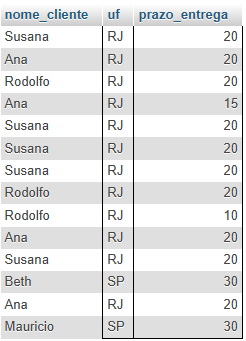 nome_cliente uf prazo_entrega
Susana RJ 20
Ana RJ 20
Rodolfo RJ 20
Ana RJ 15
Susana RJ 20
Susana RJ 20
Susana RJ 20
Rodolfo RJ 20
Rodolfo RJ 10
Ana RJ 20
Susana RJ 20
Beth SP 30
Ana RJ 20
Mauricio SP 30